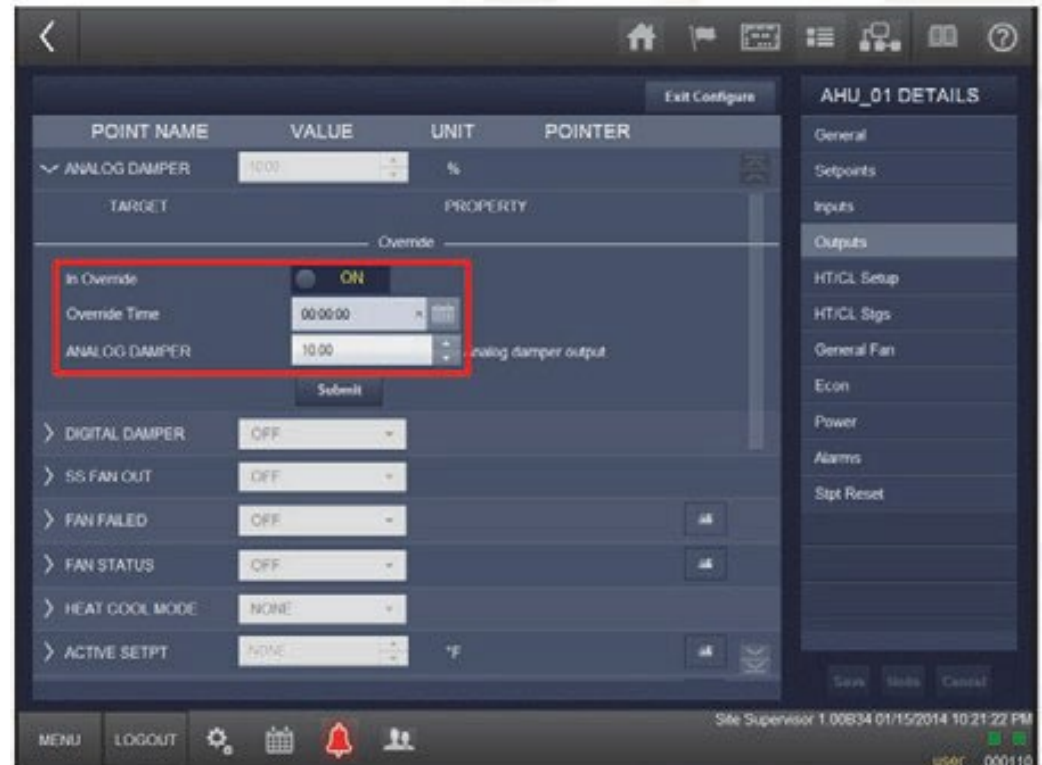 Exit Configure
AHU_01 DETAILS
POINT NAME VALUE UNIT POINTER
General
ANALOG DAMPER 10.00 %
Setpoints
TARGET PROPERTY
Inputs
Override
Outputs
In Override ON
HT/CL Setup
Override Time 00:00:00
HT/CL Stgs
ANALOG DAMPER 10.00 Analog damper output
General Fan
Submit
Econ
DIGITAL DAMPER OFF
Power
SS FAN OUT OFF
Alarms
Stpt Reset
FAN FAILED OFF
FAN STATUS OFF
HEAT COOL MODE NONE
ACTIVE SETPT NONE °F
Save Undo Cancel
MENU LOGOUT
Site Supervisor 1.00B34 01/15/2014 10:21:22 PM
user 000110